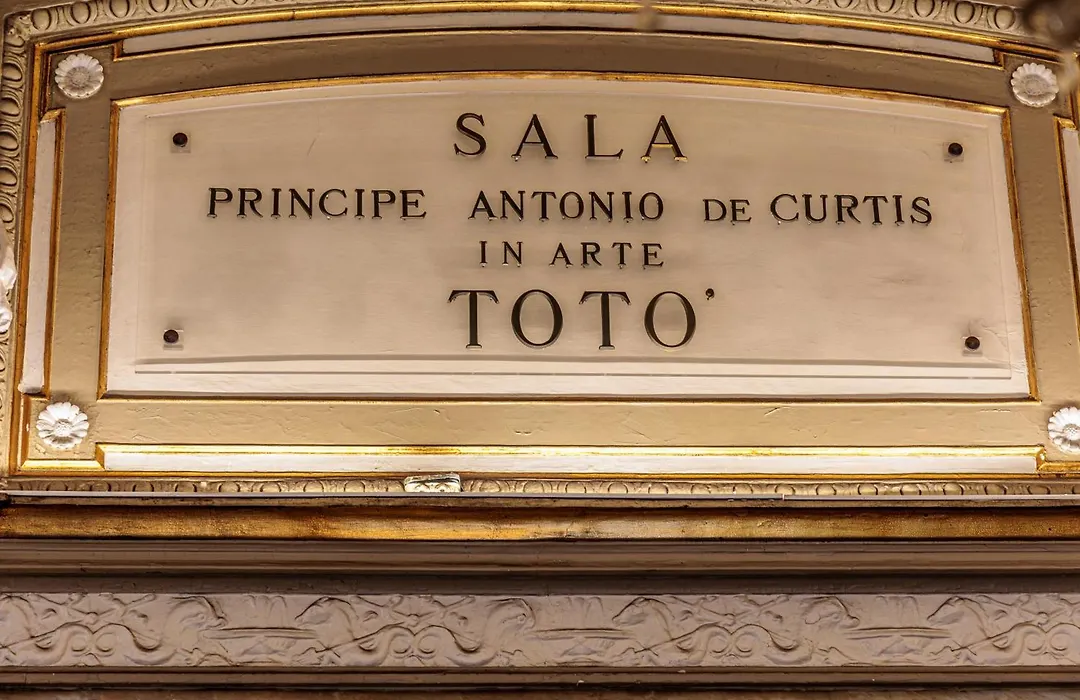 SALA
PRINCIPE ANTONIO DE CURTIS
IN ARTE
TOTO'